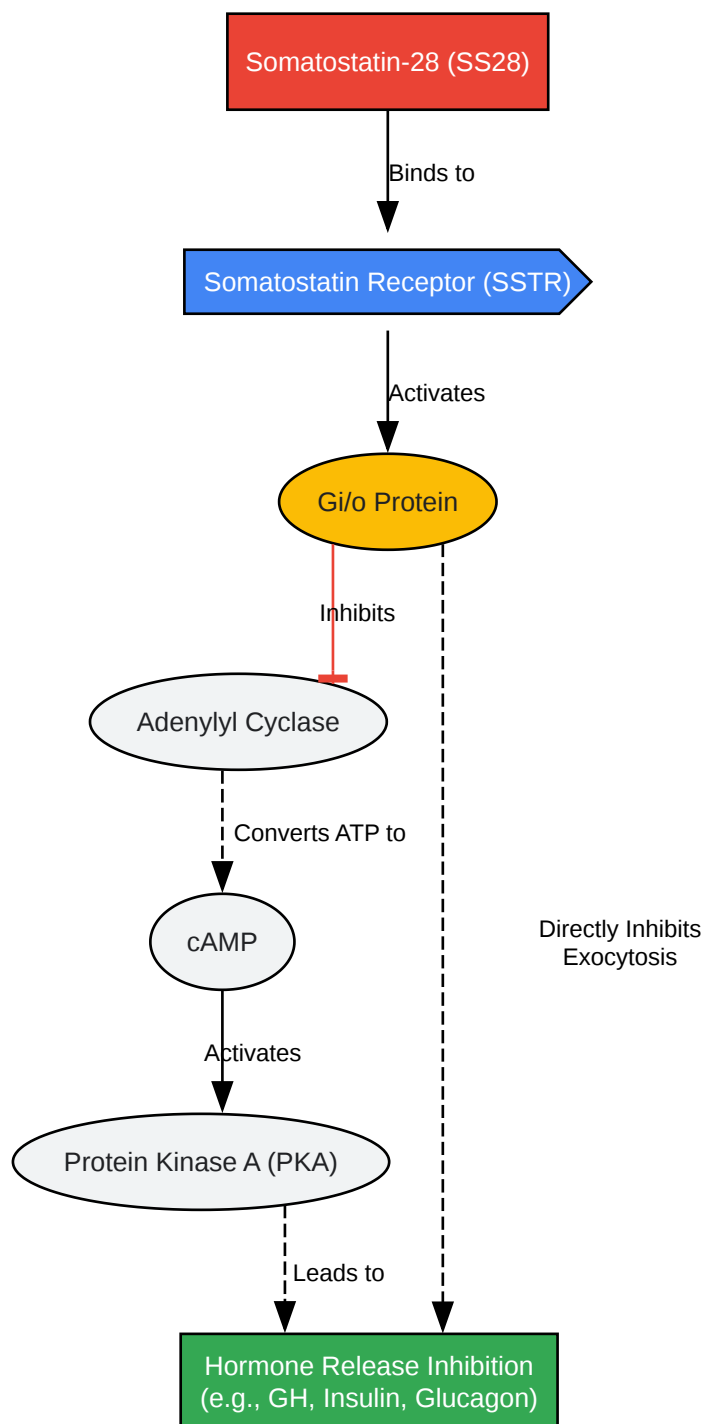 Somatostatin-28 (SS28)
Binds to
Somatostatin Receptor (SSTR)
Activates
Gi/o Protein
Inhibits
Adenylyl Cyclase
Converts ATP to
cAMP
Directly Inhibits
Exocytosis
Activates
Protein Kinase A (PKA)
Leads to
Hormone Release Inhibition
(e.g., GH, Insulin, Glucagon)